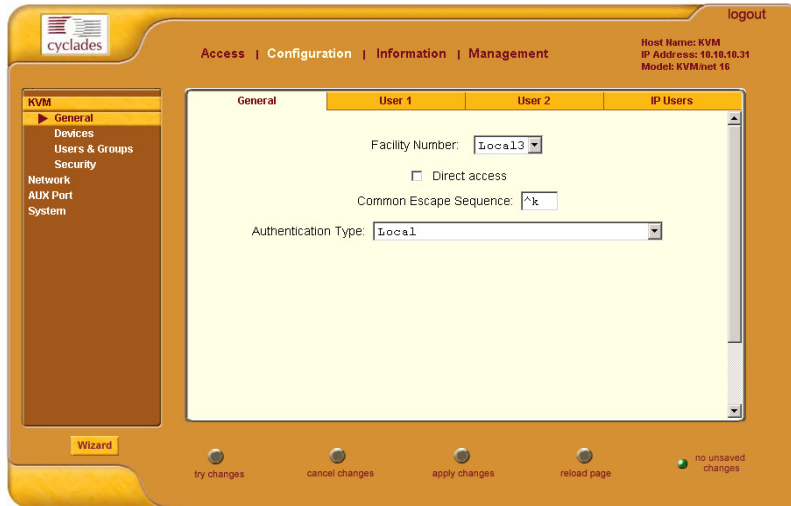 logout
cyclades
Access | Configuration | Information | Management
Host Name: KVM
IP Address: 10.10.10.31
Model: KVM/net 16
KVM
General
Devices
Users & Groups
Security
Network
AUX Port
System
General User 1 User 2 IP Users
Facility Number: Local3
Direct access
Common Escape Sequence: ^k
Authentication Type: Local
Wizard
try changes
cancel changes
apply changes
reload page
no unsaved
changes